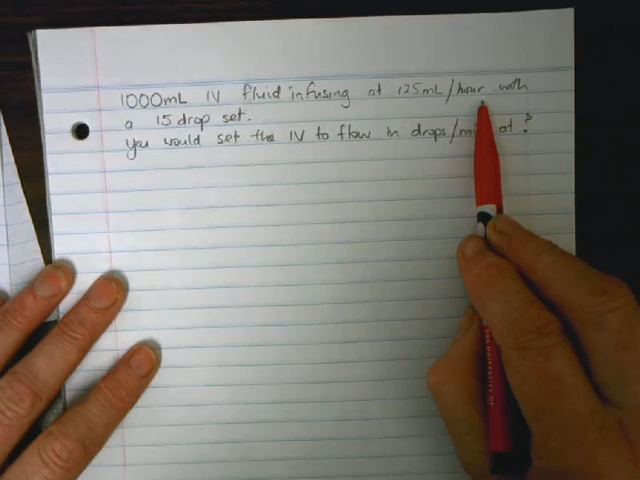 1000mL IV fluid infusing at 125mL/hour with
a 15 drop set.
You would set the IV to flow in drops/mi at ?